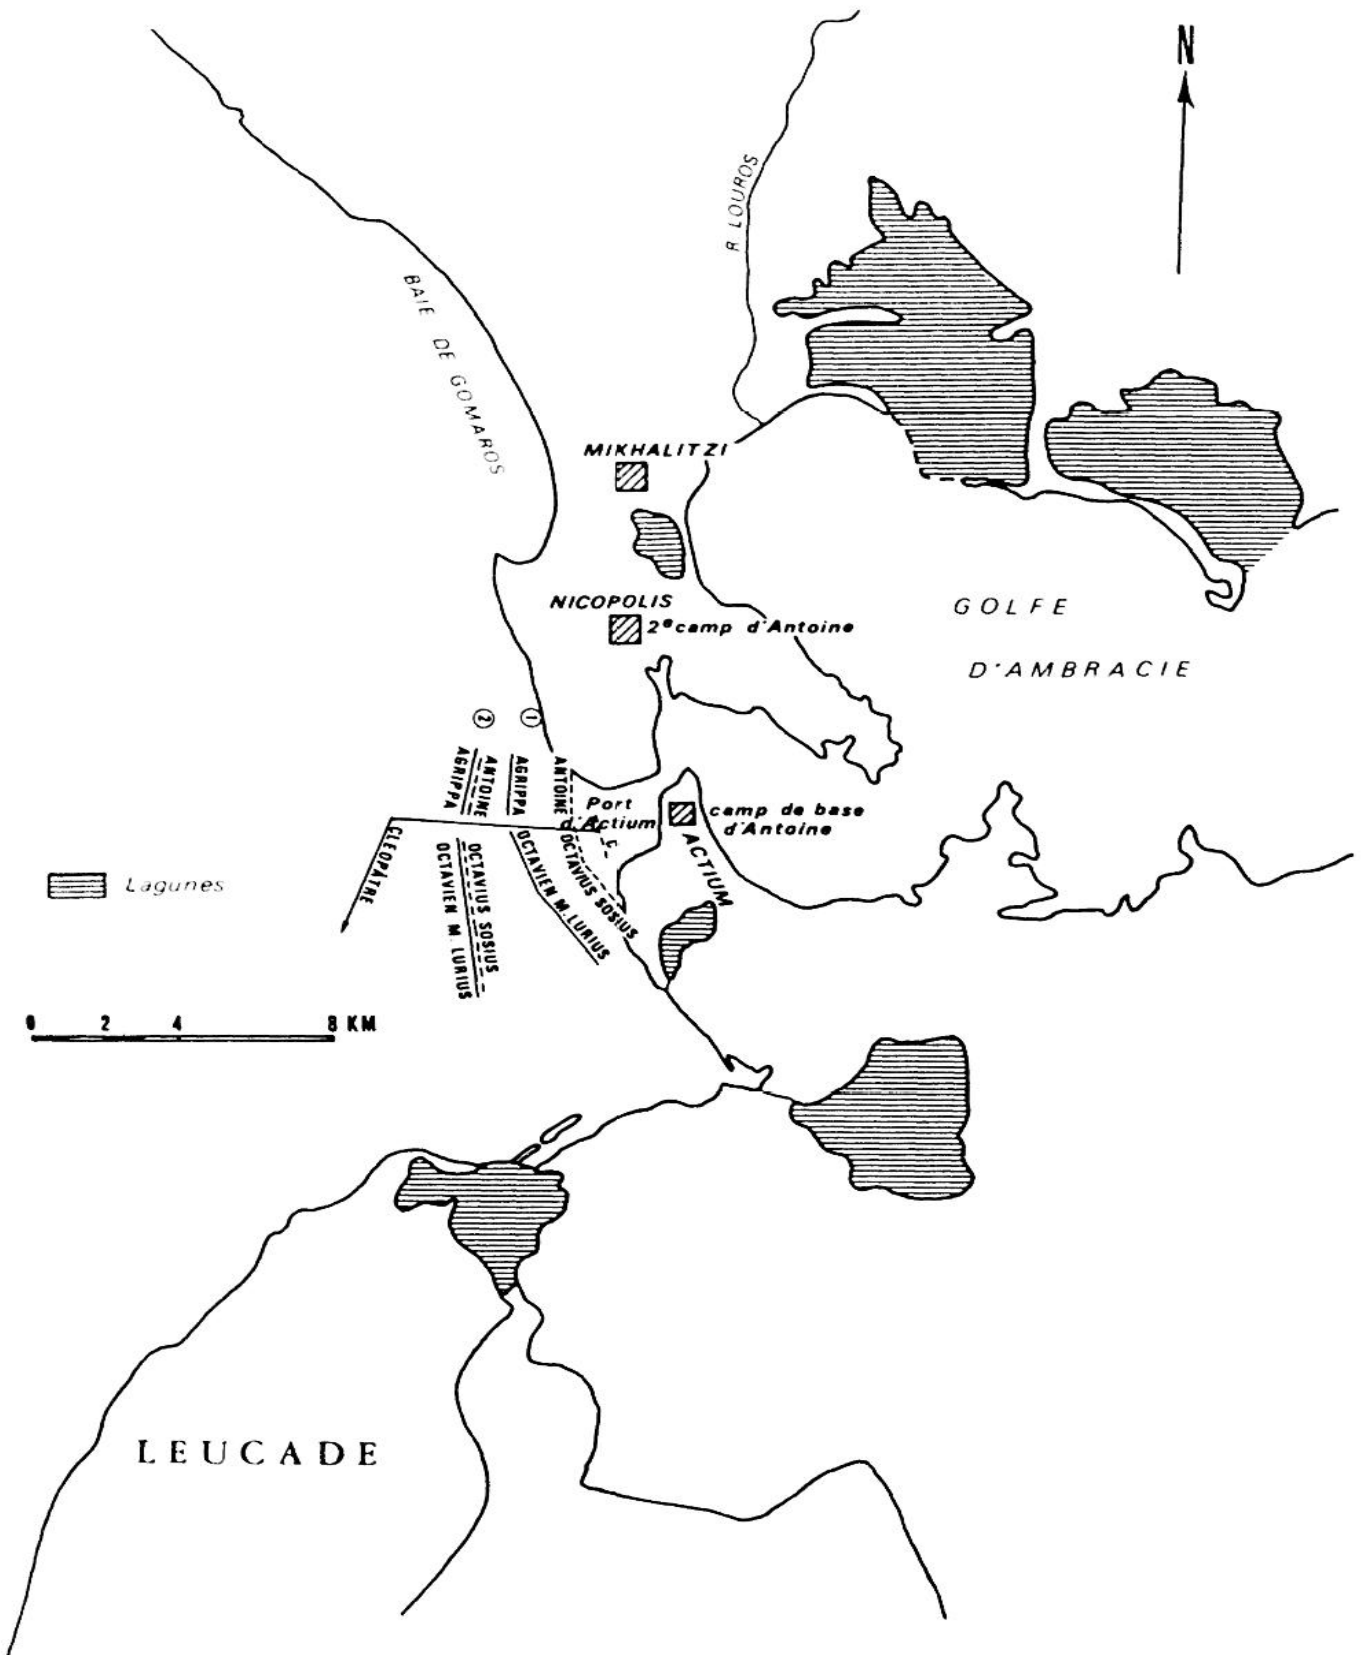 N
R. LOUROS
BAIE DE GOMAROS
MIKHALITZI
NICOPOLIS
2e camp d'Antoine
GOLFE
D'AMBRACIE
2
1
AGRIPPA
ANTOINE
AGRIPPA
ANTOINE
Port
d'Actium
camp de base
d'Antoine
C
ACTIUM
CLEOPATRE
OCTAVIEN M. LURIUS
OCTAVIUS SOSIUS
OCTAVIEN M. LURIUS
OCTAVIUS SOSIUS
Lagunes
0 2 4 8 KM
LEUCADE